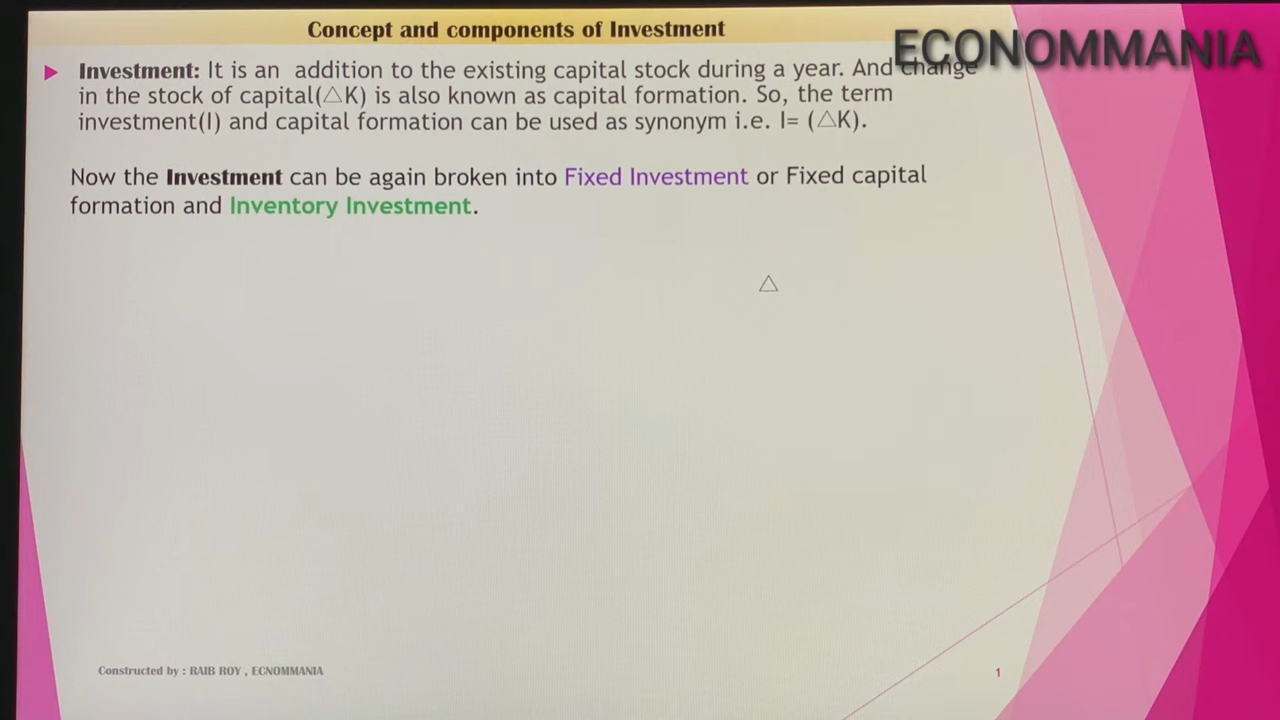 Concept and components of Investment
ECONOMMANIA
Investment: It is an addition to the existing capital stock during a year. And change
in the stock of capital(△K) is also known as capital formation. So, the term
investment(I) and capital formation can be used as synonym i.e. I= (△K).
Now the Investment can be again broken into Fixed Investment or Fixed capital
formation and Inventory Investment.
△
Constructed by : RAIB ROY , ECNOMMANIA
1